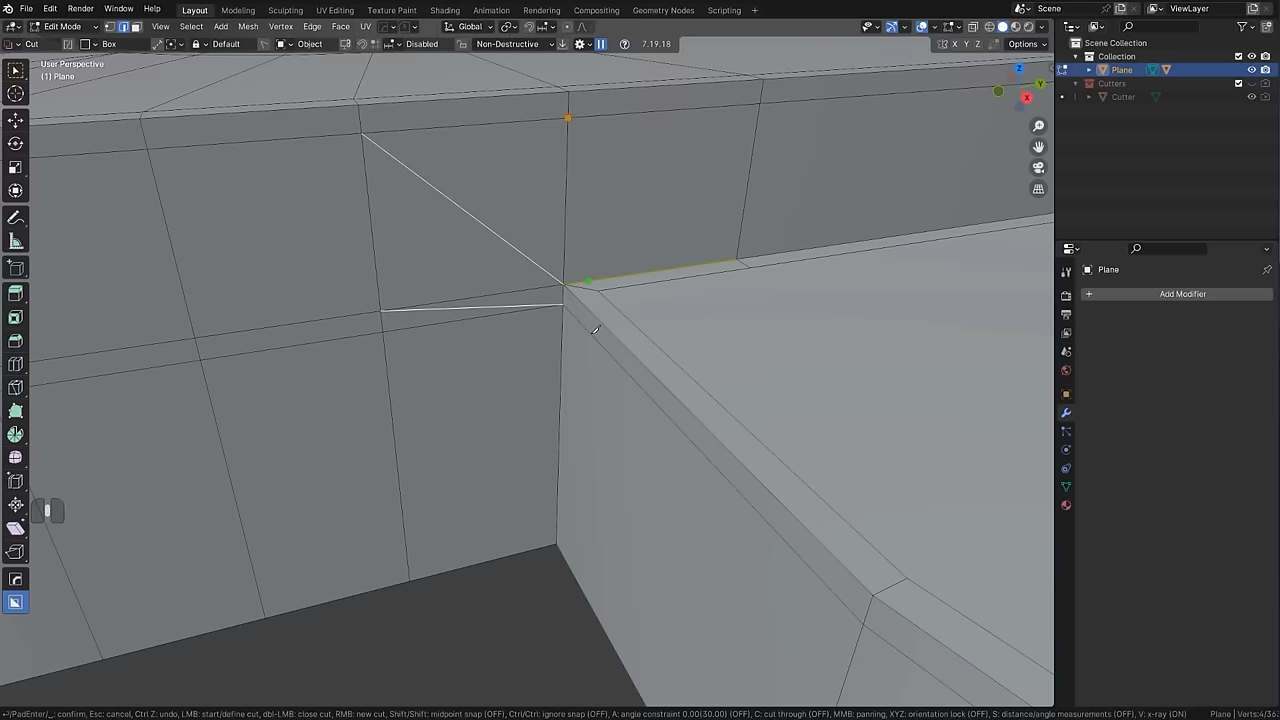 File Edit Render Window Help Layout Modeling Sculpting UV Editing Texture Paint Shading Animation Rendering Compositing Geometry Nodes Scripting + Scene ViewLayer
Edit Mode View Select Add Mesh Vertex Edge Face UV Global
Cut Box Default Object Disabled Non-Destructive 7.19.18 X Y Z Options
User Perspective
(1) Plane
Z
Y
X
Scene Collection
Collection
Plane
Cutters
Cutter
Plane
+ Add Modifier
↵/PadEnter/␣: confirm, Esc: cancel, Ctrl Z: undo, LMB: start/define cut, dbl-LMB: close cut, RMB: new cut, Shift/Shift: midpoint snap (OFF), Ctrl/Ctrl: ignore snap (OFF), A: angle constraint 0.00(30.00) (OFF), C: cut through (OFF), MMB: panning, XYZ: orientation lock (OFF), S: distance/angle measurements (OFF), V: x-ray (ON)
Plane | Verts:4/3